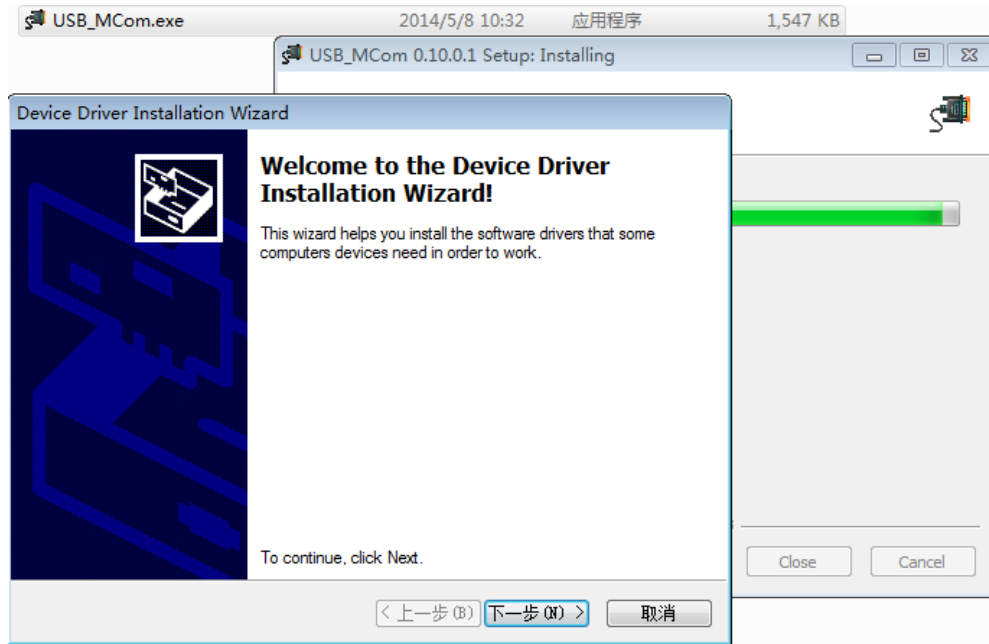 USB_MCom.exe 2014/5/8 10:32 应用程序 1,547 KB
USB_MCom 0.10.0.1 Setup: Installing
Device Driver Installation Wizard
Welcome to the Device Driver
Installation Wizard!
This wizard helps you install the software drivers that some
computers devices need in order to work.
To continue, click Next.
Close Cancel
< 上一步(B) 下一步(N) > 取消